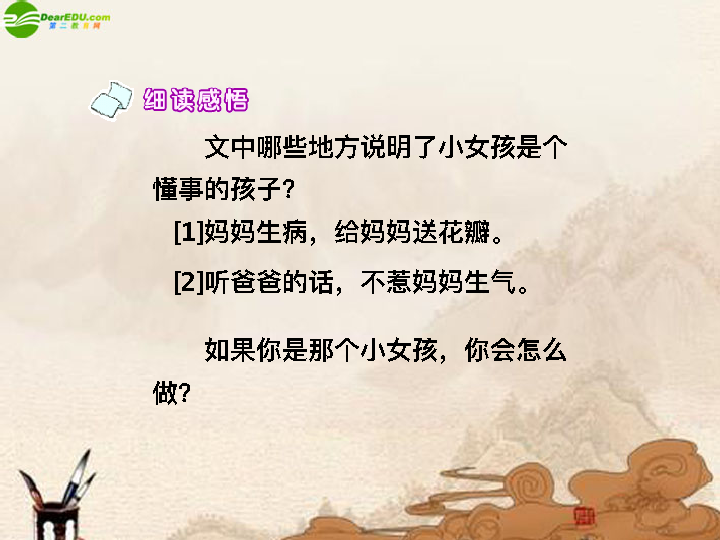 DearEDU.com
第二教育网
细读感悟
文中哪些地方说明了小女孩是个
懂事的孩子？
[1]妈妈生病，给妈妈送花瓣。
[2]听爸爸的话，不惹妈妈生气。
如果你是那个小女孩，你会怎么
做？